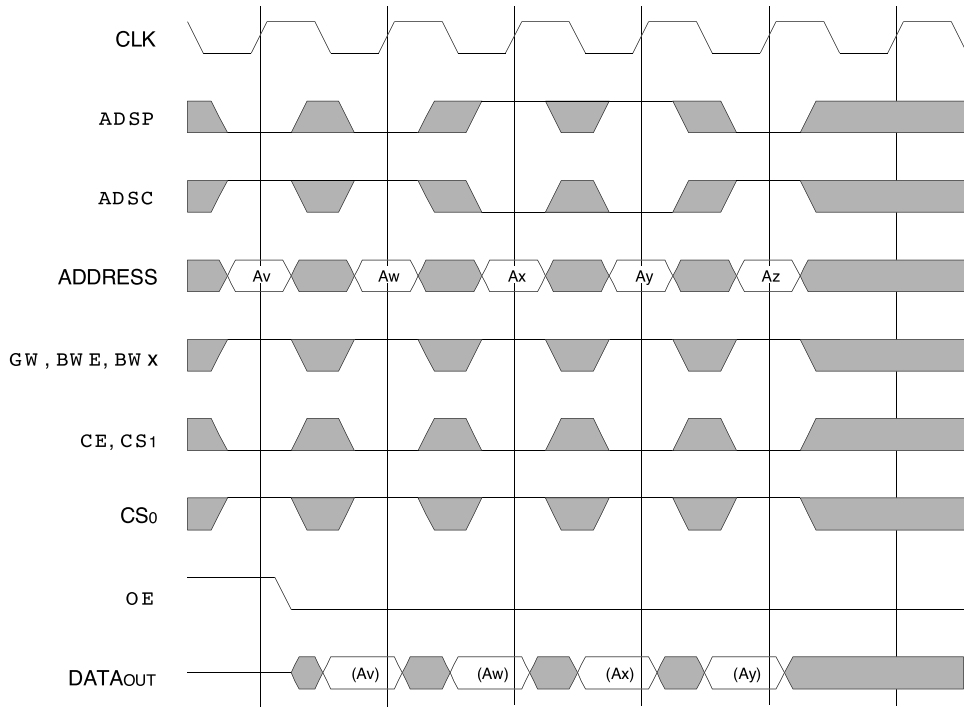 CLK
ADSP
ADSC
ADDRESS Av Aw Ax Ay Az
GW, BWE, BWx
CE, CS1
CS0
OE
DATAOUT (Av) (Aw) (Ax) (Ay)